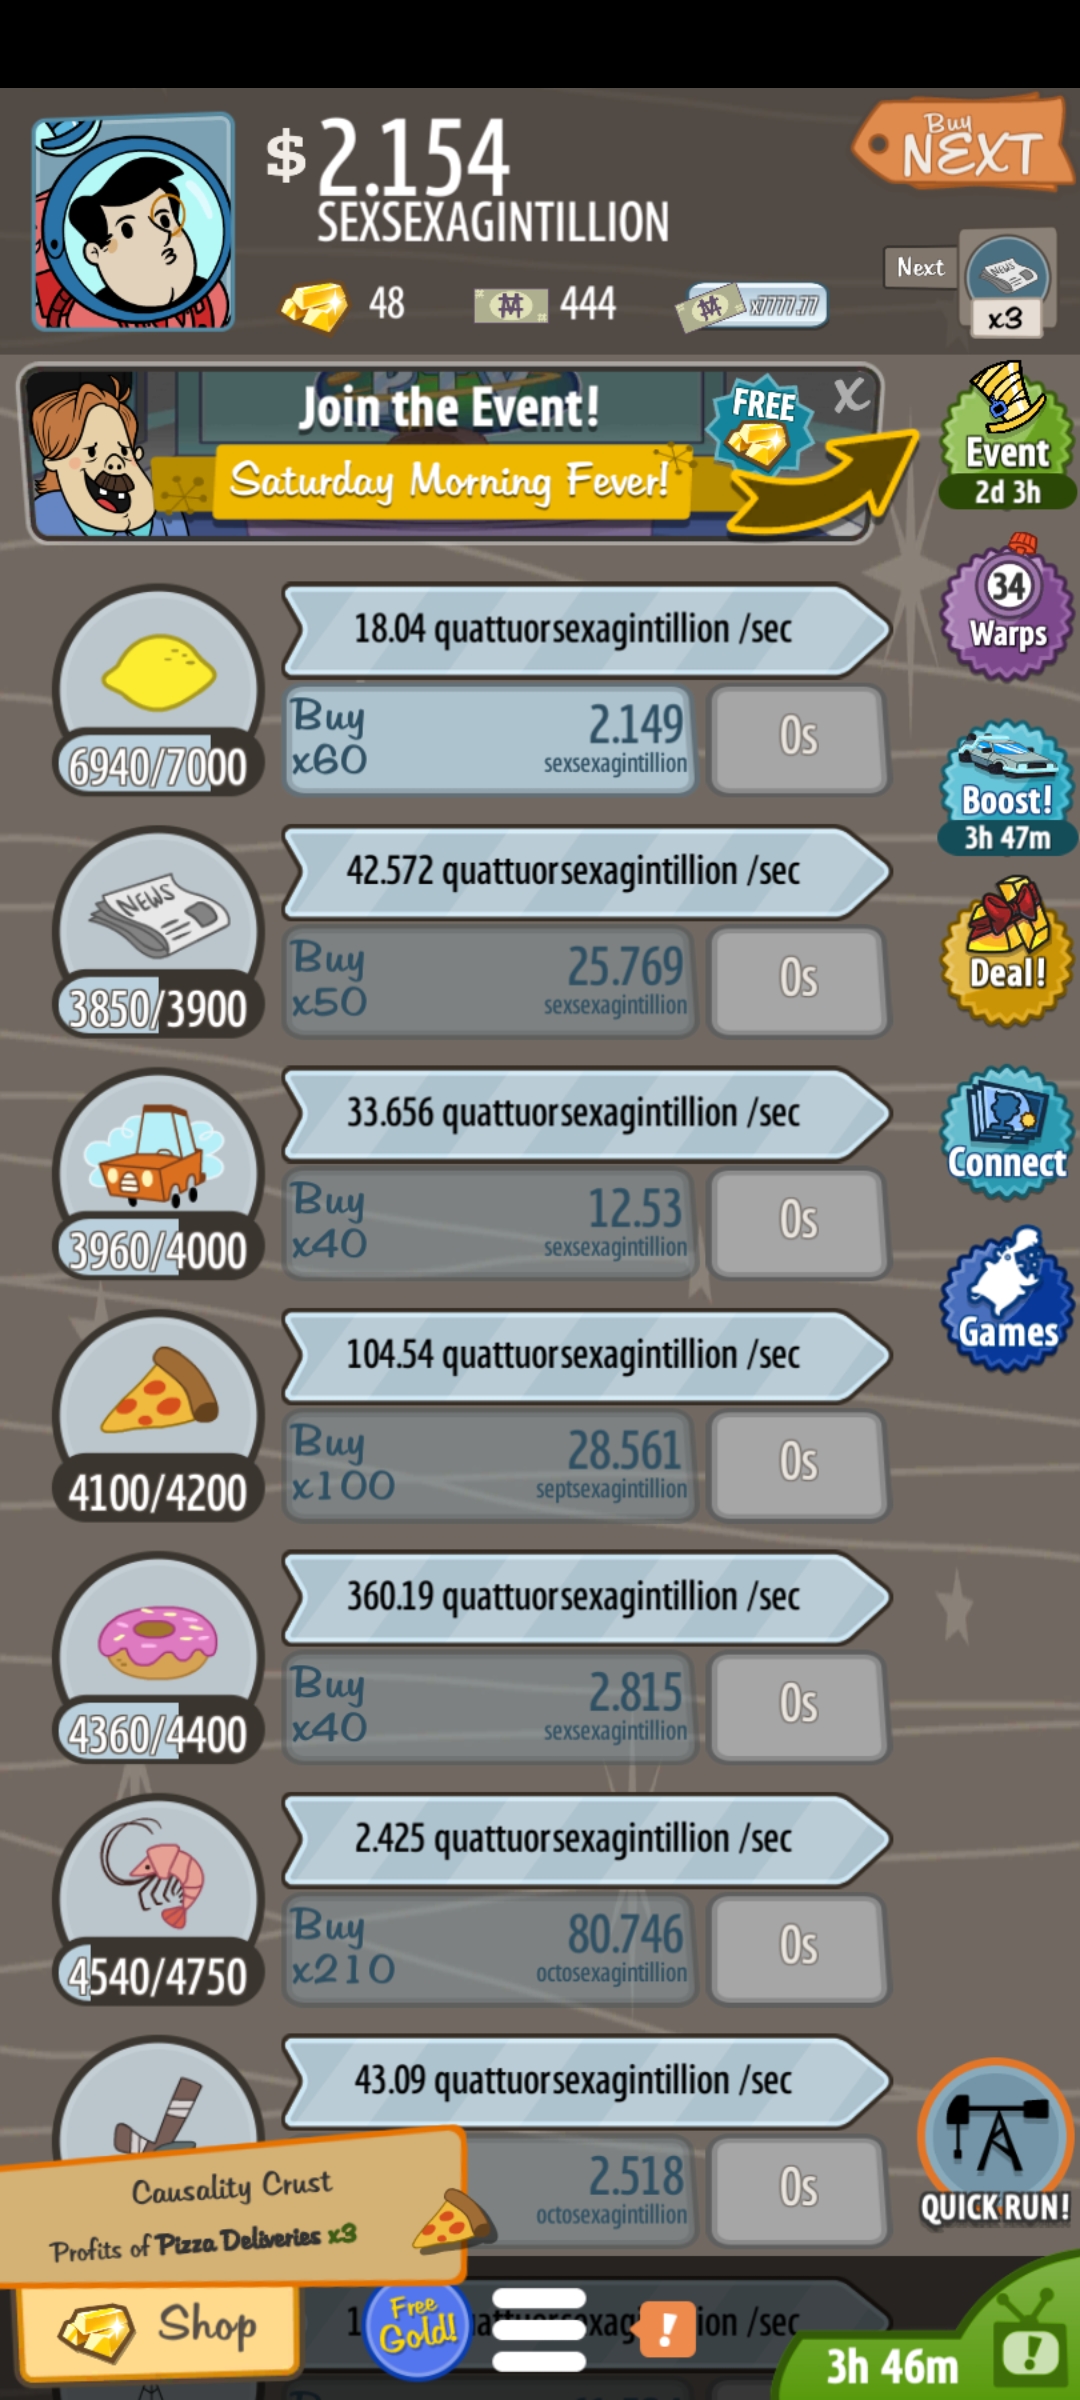 $ 2.154
SEXSEXAGINTILLION
Buy
NEXT
48
444
x7777.77
Next
NEWS
x3
Join the Event!
Saturday Morning Fever!
FREE
X
Event
2d 3h
34
Warps
18.04 quattuorsexagintillion /sec
Buy
x60
2.149
sexsexagintillion
0s
6940/7000
Boost!
3h 47m
42.572 quattuorsexagintillion /sec
NEWS
Buy
x50
25.769
sexsexagintillion
0s
3850/3900
Deal!
33.656 quattuorsexagintillion /sec
Buy
x40
12.53
sexsexagintillion
0s
3960/4000
Connect
Games
104.54 quattuorsexagintillion /sec
Buy
x100
28.561
septsexagintillion
0s
4100/4200
360.19 quattuorsexagintillion /sec
Buy
x40
2.815
sexsexagintillion
0s
4360/4400
2.425 quattuorsexagintillion /sec
Buy
x210
80.746
octosexagintillion
0s
4540/4750
43.09 quattuorsexagintillion /sec
2.518
octosexagintillion
0s
QUICK RUN!
Causality Crust
Profits of Pizza Deliveries x3
Shop
Free
Gold!
!
3h 46m
!